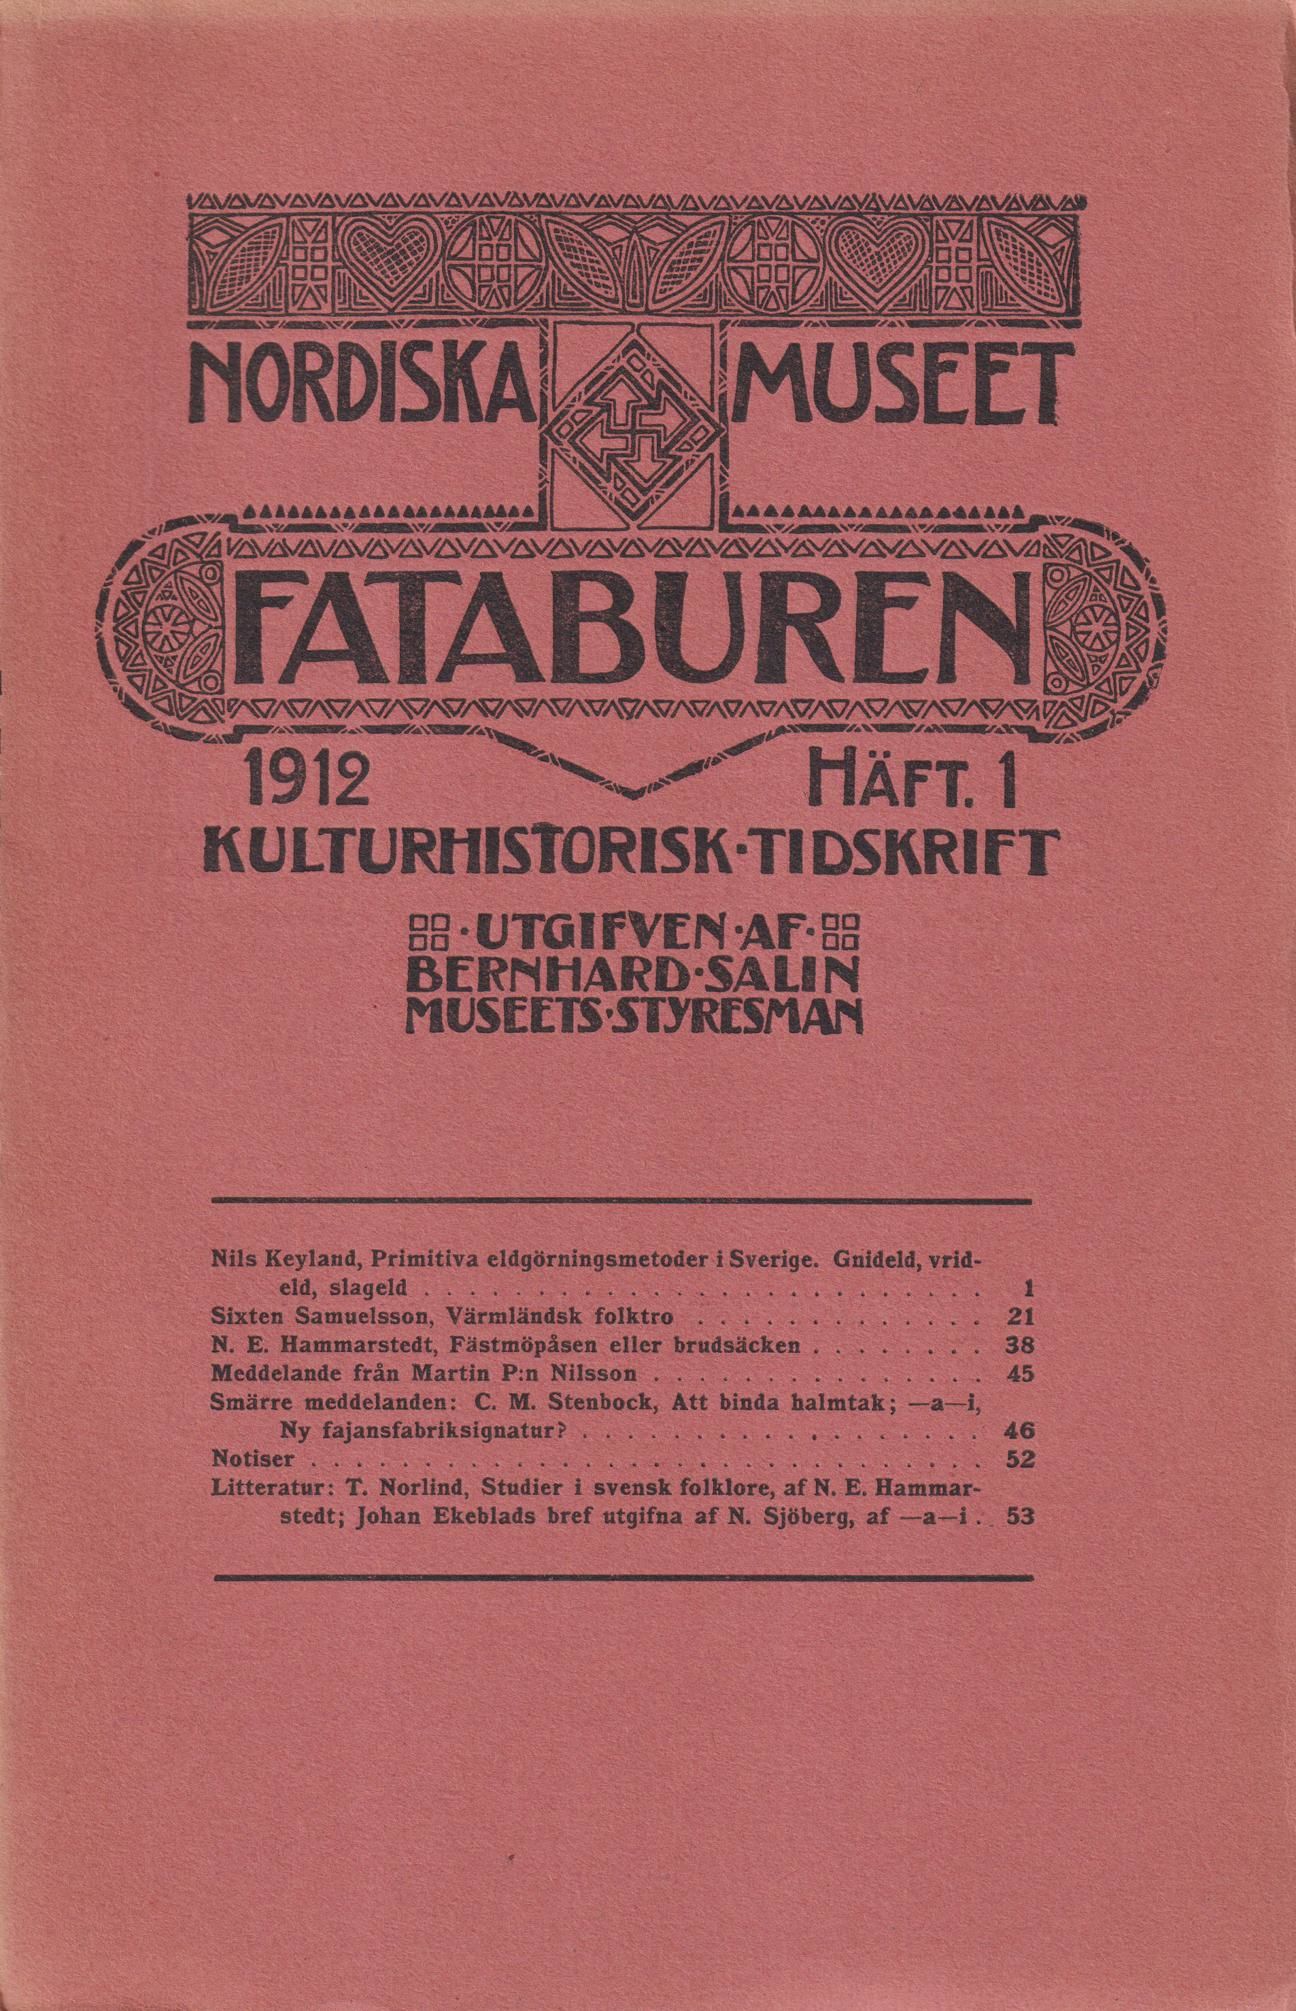 NORDISKA MUSEET
FATABUREN
1912 HÄFT. 1
KULTURHISTORISK·TIDSKRIFT
·UTGIFVEN·AF·
BERNHARD·SALIN
MUSEETS·STYRESMAN
Nils Keyland, Primitiva eldgörningsmetoder i Sverige. Gnideld, vrid-
eld, slageld . . . . . . . . . . . . . . . . . . . . . . . . . 1
Sixten Samuelsson, Värmländsk folktro . . . . . . . . . . . . . 21
N. E. Hammarstedt, Fästmöpåsen eller brudsäcken . . . . . . . . 38
Meddelande från Martin P:n Nilsson . . . . . . . . . . . . . . . 45
Smärre meddelanden: C. M. Stenbock, Att binda halmtak; —a—i,
Ny fajansfabriksignatur? . . . . . . . . . . . . . . . . . . 46
Notiser . . . . . . . . . . . . . . . . . . . . . . . . . . . . . . 52
Litteratur: T. Norlind, Studier i svensk folklore, af N. E. Hammar-
stedt; Johan Ekeblads bref utgifna af N. Sjöberg, af —a—i . . 53